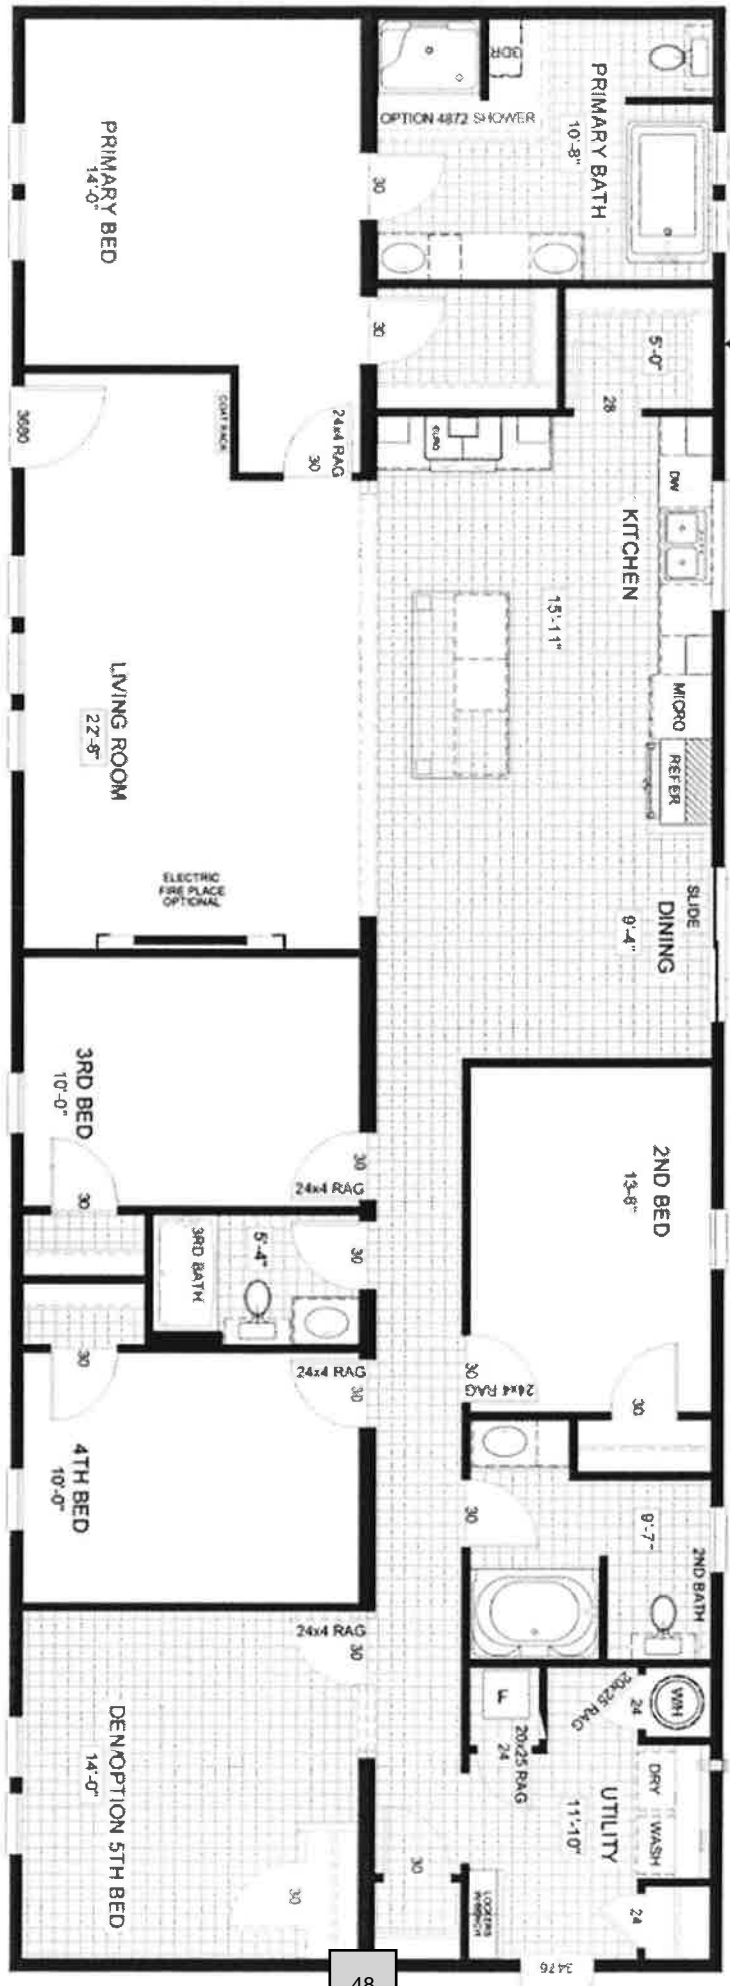 3DR
OPTION 4872 SHOWER
PRIMARY BATH
10'-8"
PRIMARY BED
14'-0"
30
30
5'-0"
28
3680
COAT RACK
24x4 RAG
30
EURO
DW
KITCHEN
15'-11"
MICRO
REFER
LIVING ROOM
22'-8"
ELECTRIC
FIRE PLACE
OPTIONAL
SLIDE
DINING
9'-4"
3RD BED
10'-0"
30
24x4 RAG
30
2ND BED
13'-8"
30
24x4 RAG
30
3RD BATH
5'-4"
30
30
24x4 RAG
30
4TH BED
10'-0"
30
9'-7"
2ND BATH
24x4 RAG
30
F
20x25 RAG
24
20x25 RAG
24
W/H
DRY
WASH
UTILITY
11'-10"
DEN/OPTION 5TH BED
14'-0"
30
30
24
3476
48